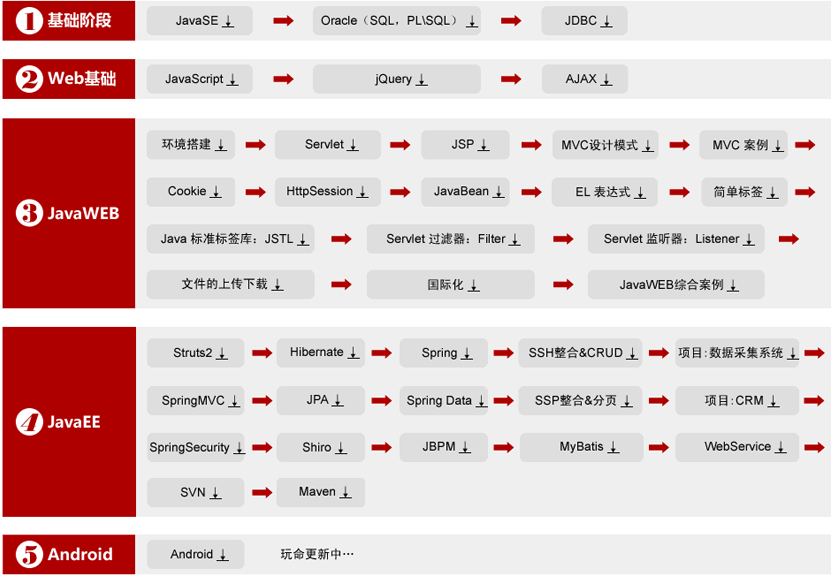 1 基础阶段 JavaSE ↓ Oracle（SQL，PL\SQL） ↓ JDBC ↓
2 Web基础 JavaScript ↓ jQuery ↓ AJAX ↓
环境搭建 ↓ Servlet ↓ JSP ↓ MVC设计模式 ↓ MVC 案例 ↓
3 JavaWEB
Cookie ↓ HttpSession ↓ JavaBean ↓ EL 表达式 ↓ 简单标签 ↓
Java 标准标签库：JSTL ↓ Servlet 过滤器：Filter ↓ Servlet 监听器：Listener ↓
文件的上传下载 ↓ 国际化 ↓ JavaWEB综合案例 ↓
Struts2 ↓ Hibernate ↓ Spring ↓ SSH整合&CRUD ↓ 项目:数据采集系统 ↓
SpringMVC ↓ JPA ↓ Spring Data ↓ SSP整合&分页 ↓ 项目:CRM ↓
4 JavaEE
SpringSecurity ↓ Shiro ↓ JBPM ↓ MyBatis ↓ WebService ↓
SVN ↓ Maven ↓
5 Android Android ↓ 玩命更新中…